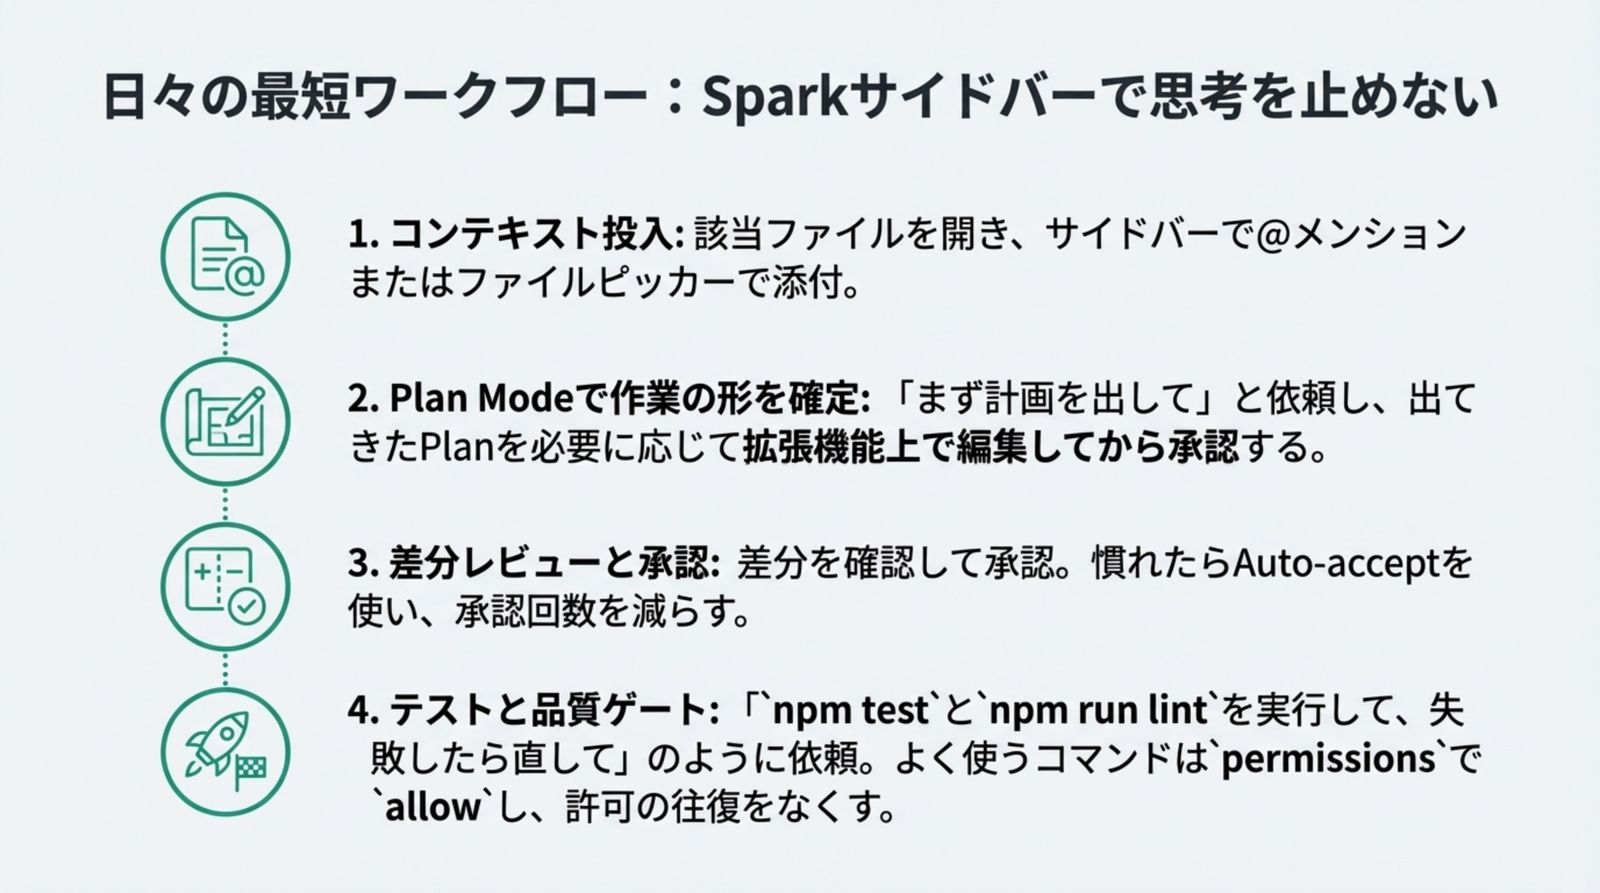 日々の最短ワークフロー：Sparkサイドバーで思考を止めない
1. コンテキスト投入: 該当ファイルを開き、サイドバーで@メンション
またはファイルピッカーで添付。
2. Plan Modeで作業の形を確定: 「まず計画を出して」と依頼し、出て
きたPlanを必要に応じて拡張機能上で編集してから承認する。
3. 差分レビューと承認: 差分を確認して承認。慣れたらAuto-acceptを
使い、承認回数を減らす。
4. テストと品質ゲート: 「`npm test`と`npm run lint`を実行して、失
敗したら直して」のように依頼。よく使うコマンドは`permissions`で
`allow`し、許可の往復をなくす。